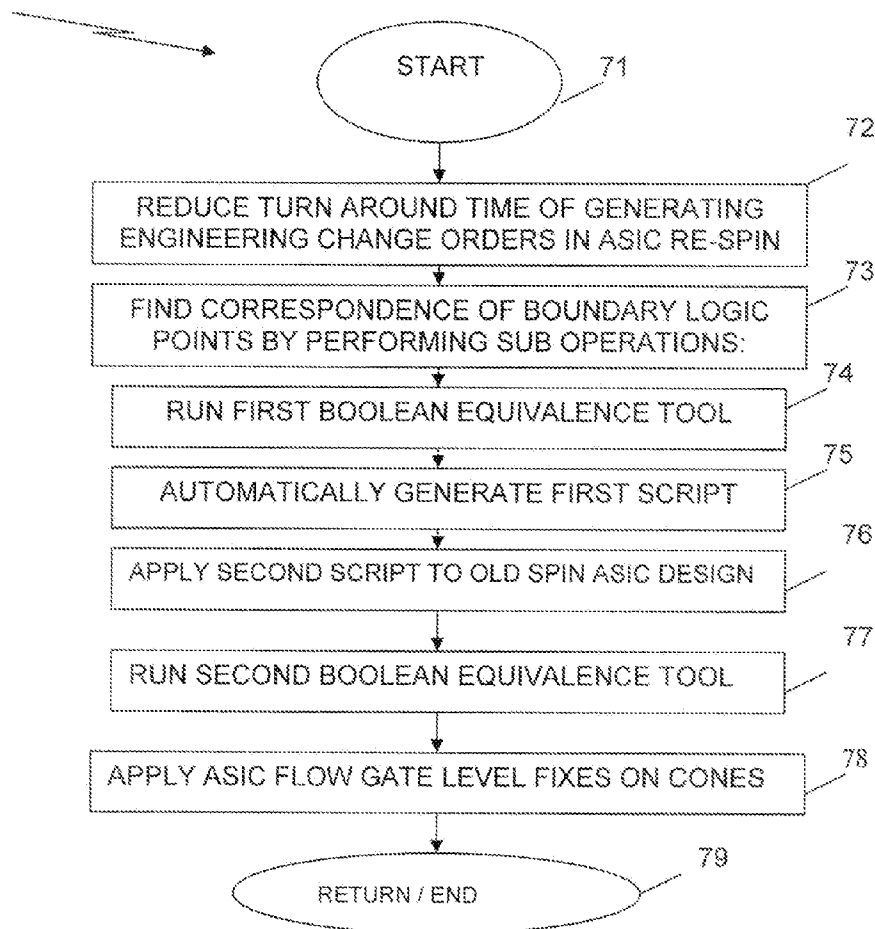 START
71
72
REDUCE TURN AROUND TIME OF GENERATING
ENGINEERING CHANGE ORDERS IN ASIC RE-SPIN
73
FIND CORRESPONDENCE OF BOUNDARY LOGIC
POINTS BY PERFORMING SUB OPERATIONS:
74
RUN FIRST BOOLEAN EQUIVALENCE TOOL
75
AUTOMATICALLY GENERATE FIRST SCRIPT
76
APPLY SECOND SCRIPT TO OLD SPIN ASIC DESIGN
77
RUN SECOND BOOLEAN EQUIVALENCE TOOL
APPLY ASIC FLOW GATE LEVEL FIXES ON CONES
78
79
RETURN / END